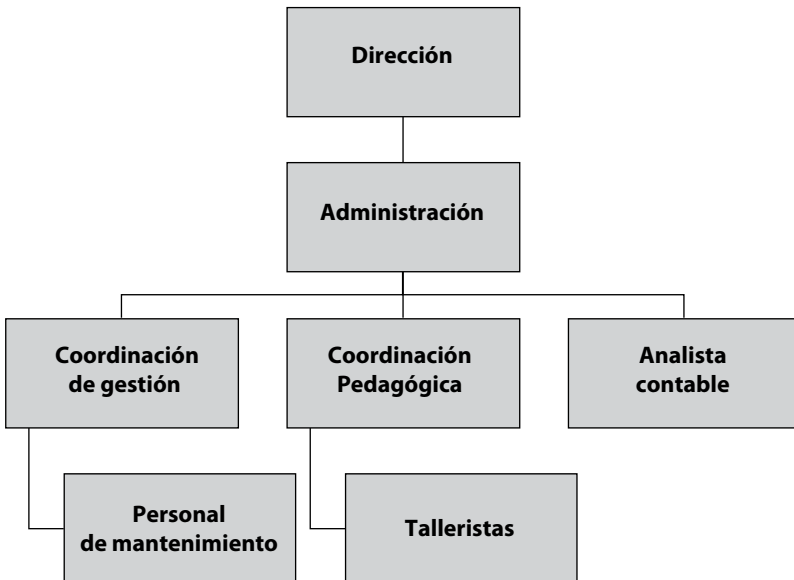 Dirección
Administración
Coordinación
de gestión
Coordinación
Pedagógica
Analista
contable
Personal
de mantenimiento
Talleristas